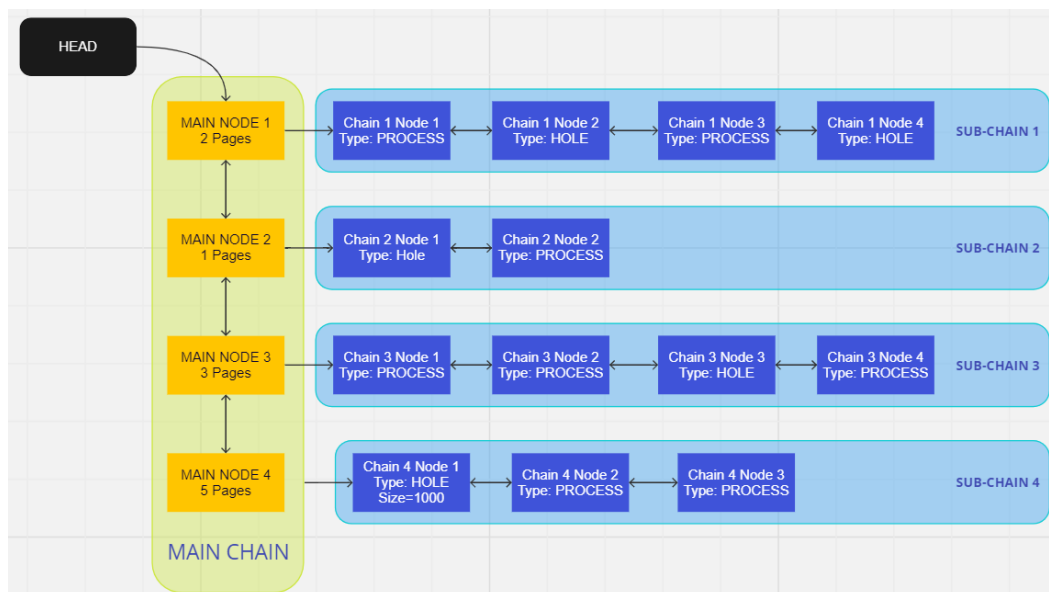 HEAD
MAIN NODE 1
2 Pages
Chain 1 Node 1
Type: PROCESS
Chain 1 Node 2
Type: HOLE
Chain 1 Node 3
Type: PROCESS
Chain 1 Node 4
Type: HOLE
SUB-CHAIN 1
MAIN NODE 2
1 Pages
Chain 2 Node 1
Type: Hole
Chain 2 Node 2
Type: PROCESS
SUB-CHAIN 2
MAIN NODE 3
3 Pages
Chain 3 Node 1
Type: PROCESS
Chain 3 Node 2
Type: PROCESS
Chain 3 Node 3
Type: HOLE
Chain 3 Node 4
Type: PROCESS
SUB-CHAIN 3
MAIN NODE 4
5 Pages
Chain 4 Node 1
Type: HOLE
Size=1000
Chain 4 Node 2
Type: PROCESS
Chain 4 Node 3
Type: PROCESS
SUB-CHAIN 4
MAIN CHAIN